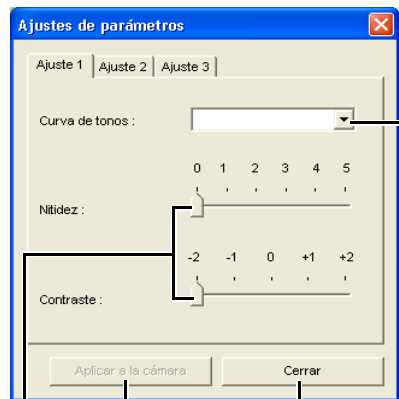 Ajustes de parámetros
Ajuste 1 Ajuste 2 Ajuste 3
Curva de tonos :
0 1 2 3 4 5
Nitidez :
-2 -1 0 +1 +2
Contraste :
Aplicar a la cámara Cerrar